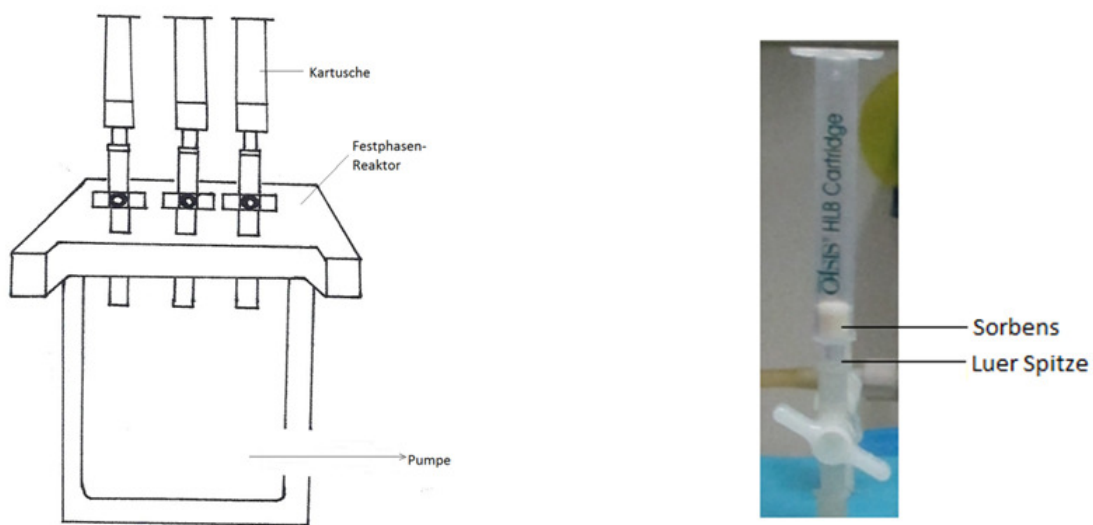 Kartusche
Festphasen-
Reaktor
Pumpe
Oasis® HLB Cartridge
Sorbens
Luer Spitze